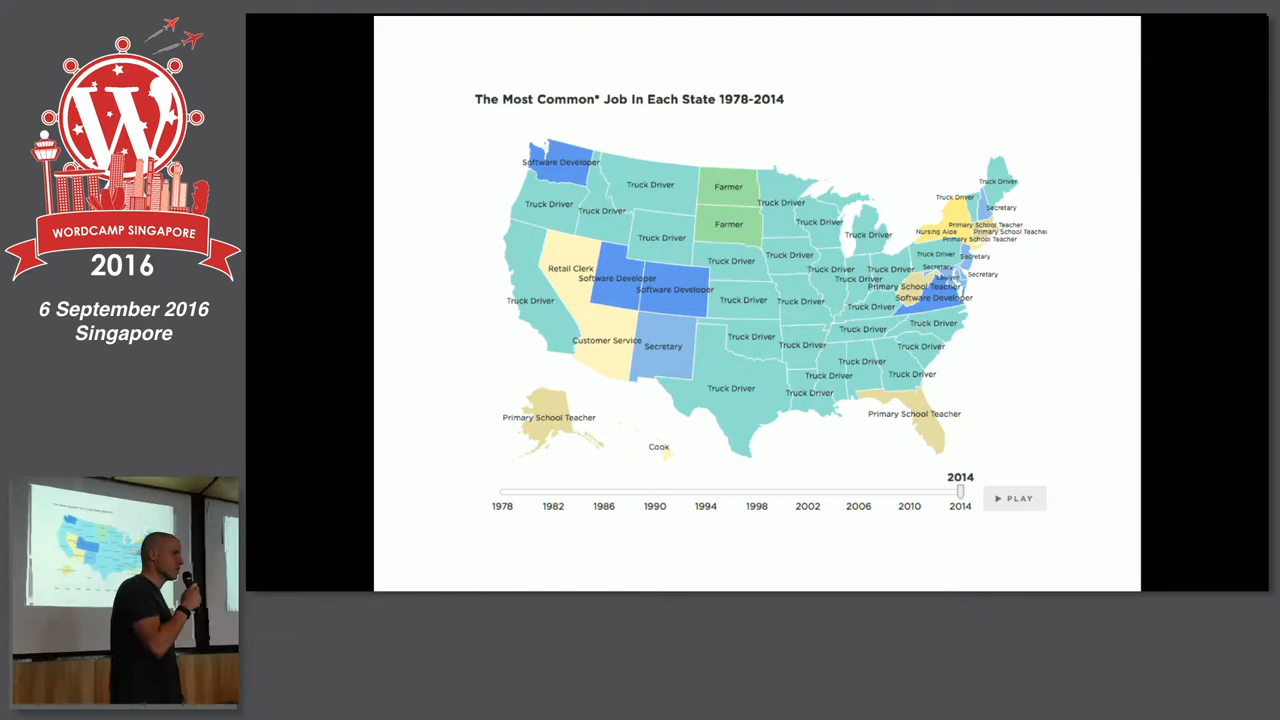 WORDCAMP SINGAPORE
2016
6 September 2016
Singapore
The Most Common* Job In Each State 1978-2014
Software Developer
Truck Driver
Farmer
Truck Driver
Truck Driver
Truck Driver
Truck Driver
Secretary
Truck Driver
Truck Driver
Farmer
Truck Driver
Primary School Teacher
Nursing Aide
Primary School Teacher
Primary School Teacher
Truck Driver
Truck Driver
Retail Clerk
Software Developer
Truck Driver
Truck Driver
Truck Driver
Truck Driver
Truck Driver
Truck Driver
Secretary
Secretary
Secretary
Lawyer
Software Developer
Primary School Teacher
Software Developer
Truck Driver
Truck Driver
Truck Driver
Truck Driver
Customer Service
Secretary
Truck Driver
Truck Driver
Truck Driver
Truck Driver
Truck Driver
Truck Driver
Truck Driver
Truck Driver
Truck Driver
Truck Driver
Primary School Teacher
Primary School Teacher
Cook
2014
1978 1982 1986 1990 1994 1998 2002 2006 2010 2014
PLAY